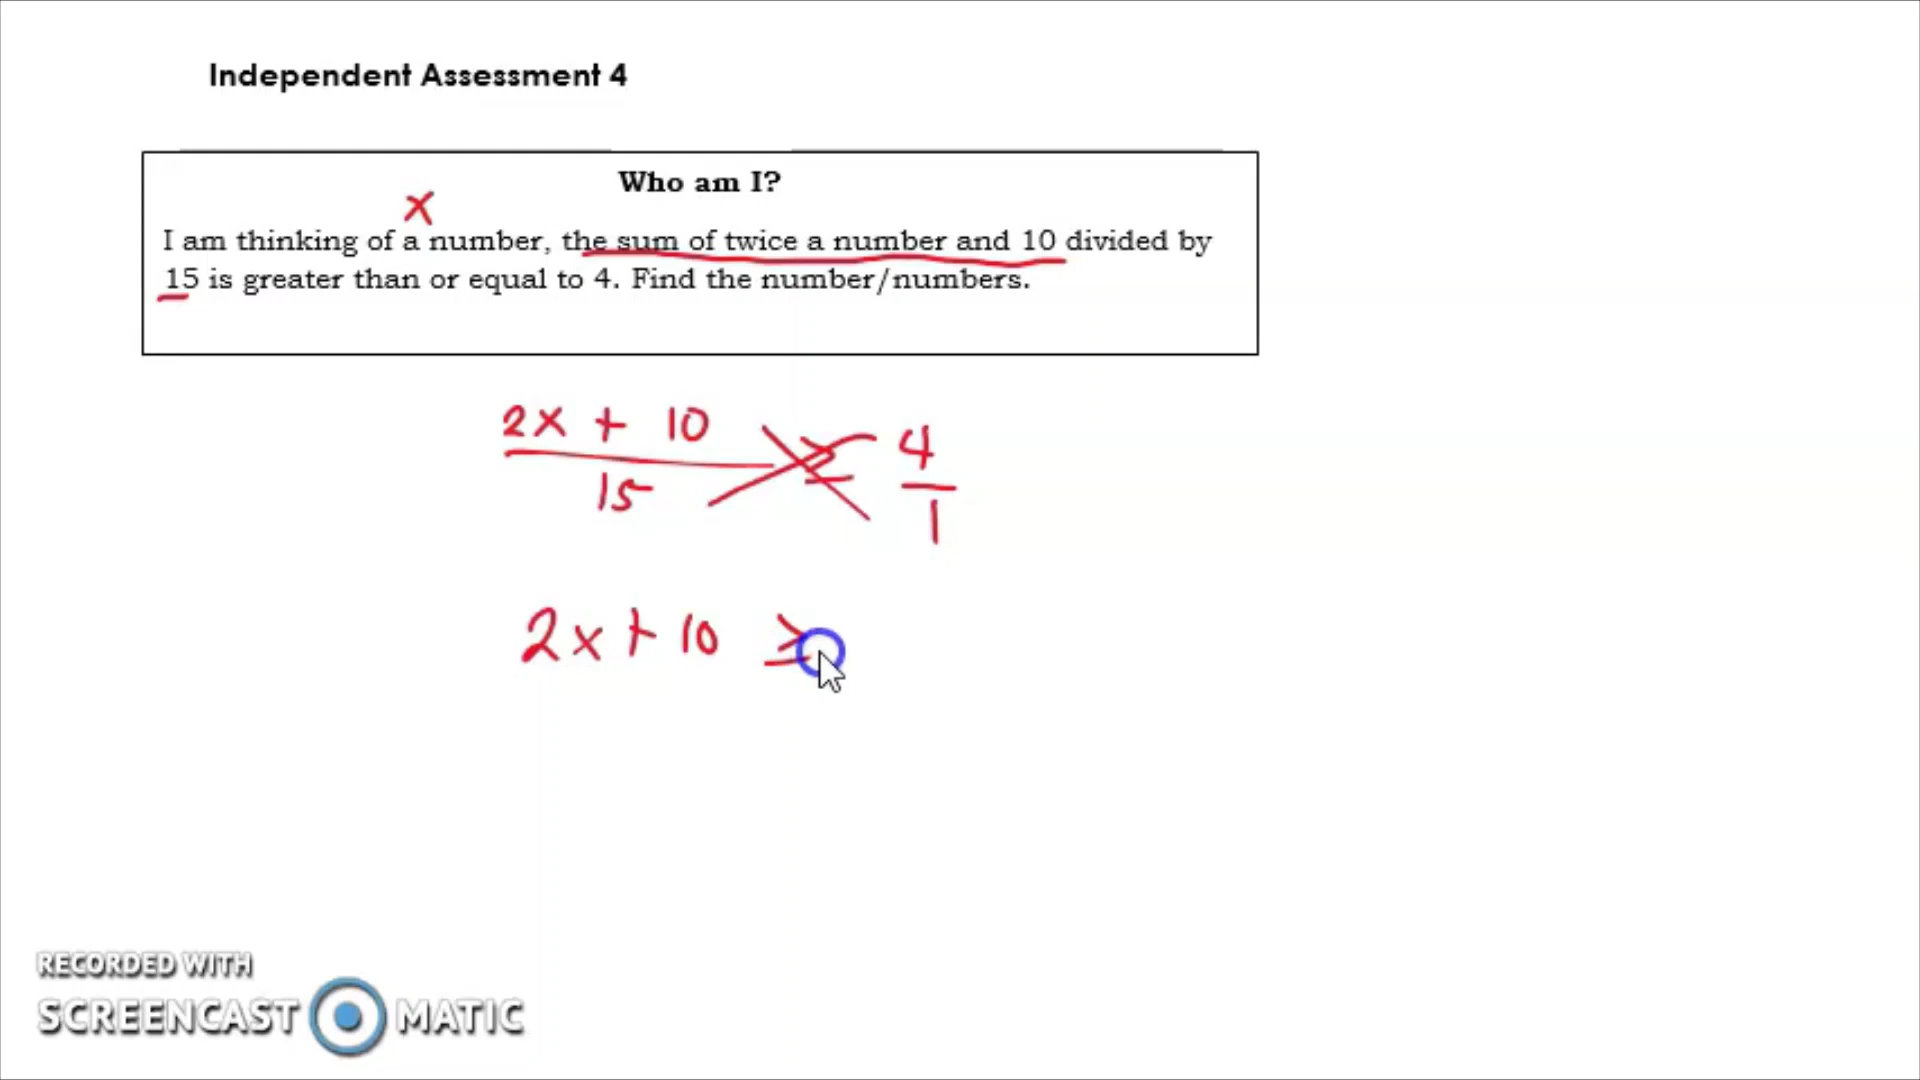 Independent Assessment 4
Who am I?
x
I am thinking of a number, the sum of twice a number and 10 divided by
15 is greater than or equal to 4. Find the number/numbers.
2x + 10 ≥ 4
15 1
2x + 10 ≥
RECORDED WITH
SCREENCAST MATIC